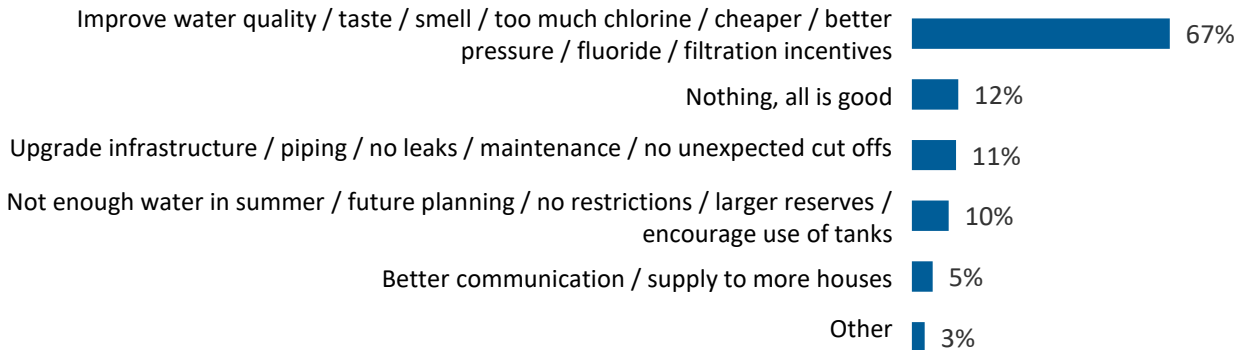 Improve water quality / taste / smell / too much chlorine / cheaper / better
pressure / fluoride / filtration incentives
67%
Nothing, all is good
12%
Upgrade infrastructure / piping / no leaks / maintenance / no unexpected cut offs
11%
Not enough water in summer / future planning / no restrictions / larger reserves /
encourage use of tanks
10%
Better communication / supply to more houses
5%
Other
3%